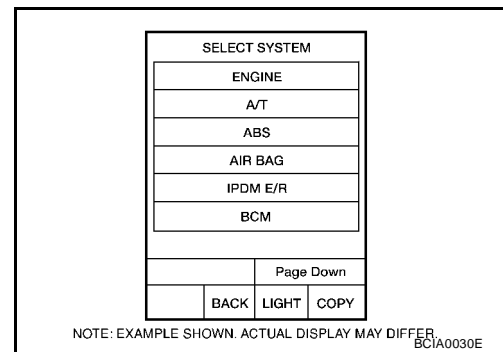 SELECT SYSTEM
ENGINE
A/T
ABS
AIR BAG
IPDM E/R
BCM
Page Down
BACK LIGHT COPY
NOTE: EXAMPLE SHOWN. ACTUAL DISPLAY MAY DIFFER.
BCIA0030E